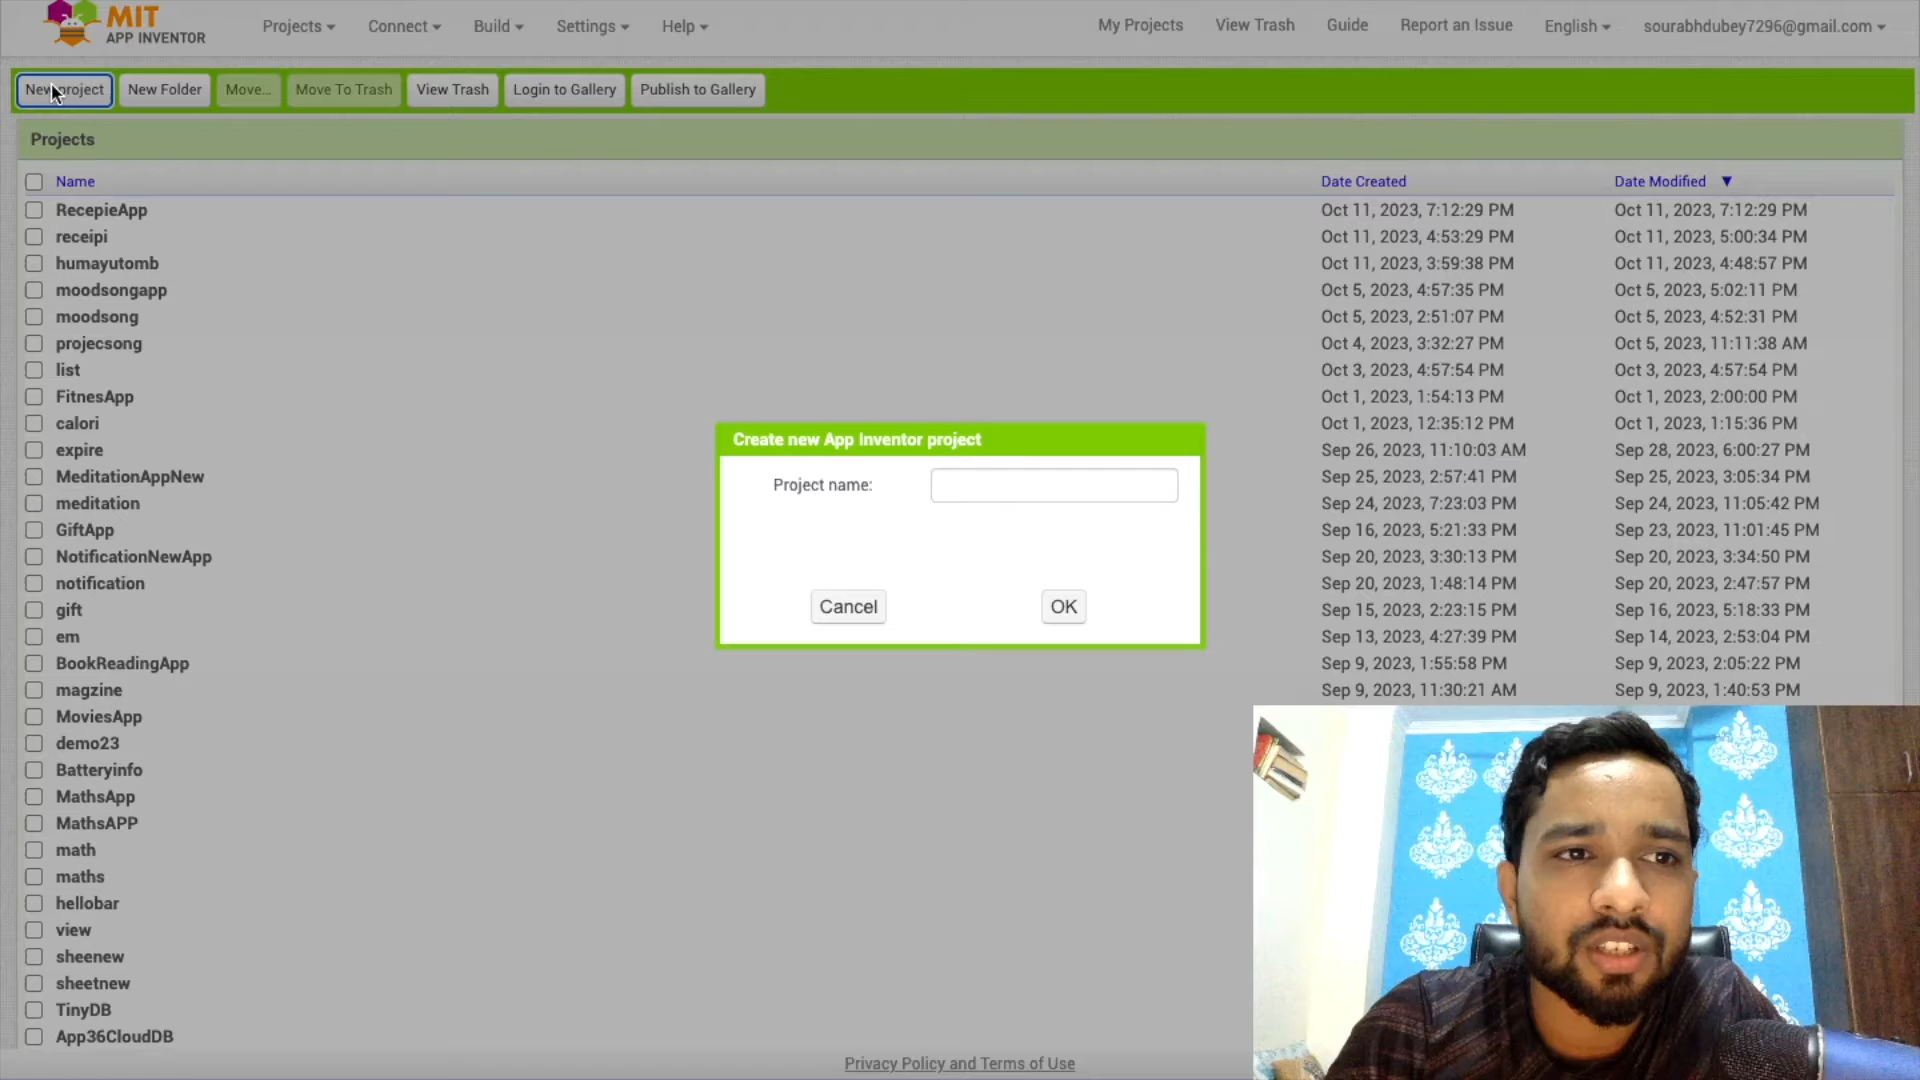 MIT
APP INVENTOR
Projects Connect Build Settings Help My Projects View Trash Guide Report an Issue English sourabhdubey7296@gmail.com
New project New Folder Move... Move To Trash View Trash Login to Gallery Publish to Gallery
Projects
Name Date Created Date Modified ▼
RecepieApp Oct 11, 2023, 7:12:29 PM Oct 11, 2023, 7:12:29 PM
receipi Oct 11, 2023, 4:53:29 PM Oct 11, 2023, 5:00:34 PM
humayutomb Oct 11, 2023, 3:59:38 PM Oct 11, 2023, 4:48:57 PM
moodsongapp Oct 5, 2023, 4:57:35 PM Oct 5, 2023, 5:02:11 PM
moodsong Oct 5, 2023, 2:51:07 PM Oct 5, 2023, 4:52:31 PM
projecsong Oct 4, 2023, 3:32:27 PM Oct 5, 2023, 11:11:38 AM
list Oct 3, 2023, 4:57:54 PM Oct 3, 2023, 4:57:54 PM
FitnesApp Oct 1, 2023, 1:54:13 PM Oct 1, 2023, 2:00:00 PM
calori Oct 1, 2023, 12:35:12 PM Oct 1, 2023, 1:15:36 PM
expire Sep 26, 2023, 11:10:03 AM Sep 28, 2023, 6:00:27 PM
MeditationAppNew Sep 25, 2023, 2:57:41 PM Sep 25, 2023, 3:05:34 PM
meditation Sep 24, 2023, 7:23:03 PM Sep 24, 2023, 11:05:42 PM
GiftApp Sep 16, 2023, 5:21:33 PM Sep 23, 2023, 11:01:45 PM
NotificationNewApp Sep 20, 2023, 3:30:13 PM Sep 20, 2023, 3:34:50 PM
notification Sep 20, 2023, 1:48:14 PM Sep 20, 2023, 2:47:57 PM
gift Sep 15, 2023, 2:23:15 PM Sep 16, 2023, 5:18:33 PM
em Sep 13, 2023, 4:27:39 PM Sep 14, 2023, 2:53:04 PM
BookReadingApp Sep 9, 2023, 1:55:58 PM Sep 9, 2023, 2:05:22 PM
magzine Sep 9, 2023, 11:30:21 AM Sep 9, 2023, 1:40:53 PM
MoviesApp
demo23
Batteryinfo
MathsApp
MathsAPP
math
maths
hellobar
view
sheenew
sheetnew
TinyDB
App36CloudDB
Create new App Inventor project
Project name:
Cancel OK
Privacy Policy and Terms of Use